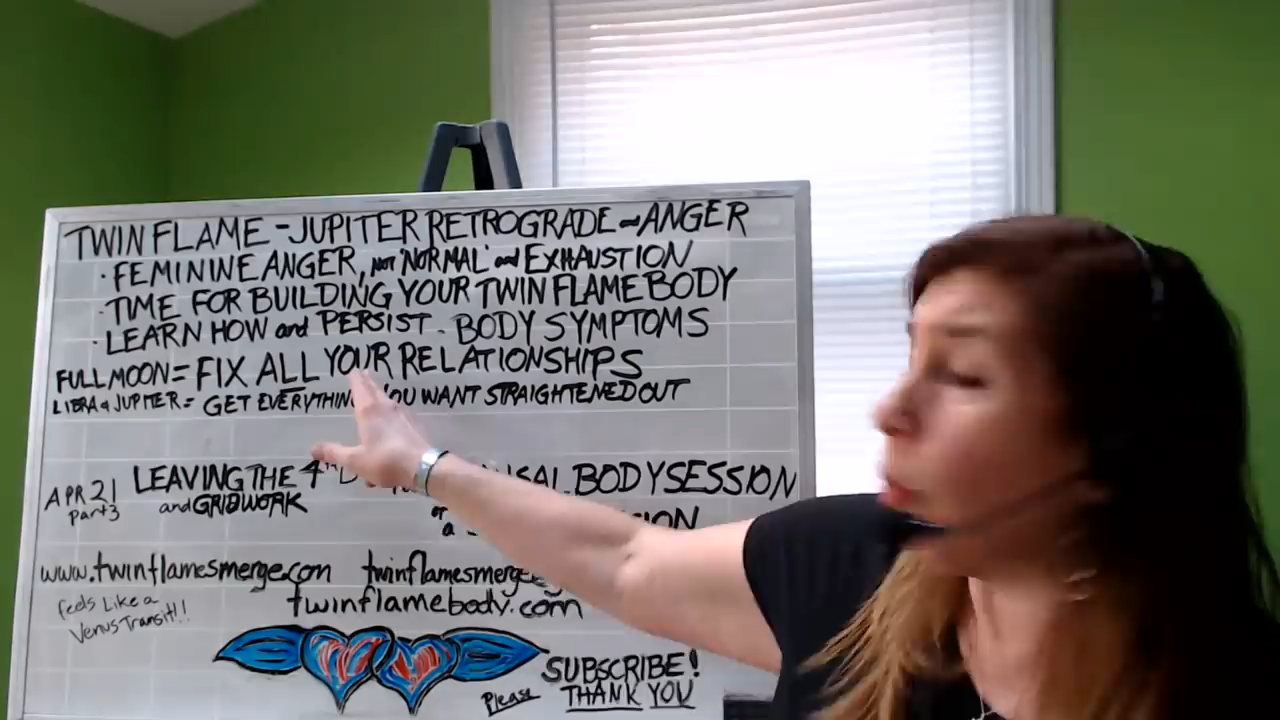 TWIN FLAME - JUPITER RETROGRADE and ANGER
· FEMININE ANGER, not 'NORMAL' and EXHAUSTION
· TIME FOR BUILDING YOUR TWIN FLAME BODY
· LEARN HOW and PERSIST - BODY SYMPTOMS
FULL MOON = FIX ALL YOUR RELATIONSHIPS
LIBRA & JUPITER = GET EVERYTHING YOU WANT STRAIGHTENED OUT
APR 21 Part 3
LEAVING THE 4th D
and GRIDWORK
BODY SESSION
or
a
www.twinflamesmerge.com
twinflamesmerge
twinflamebody.com
feels Like a
Venus Transit!!
SUBSCRIBE!
Please THANK YOU